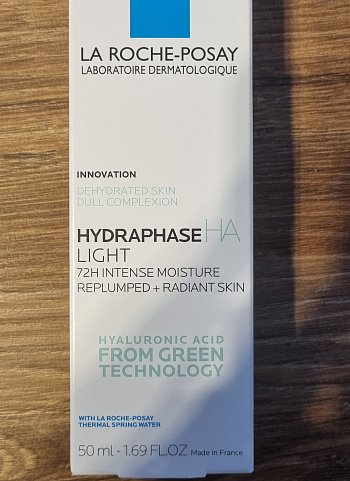 LA ROCHE-POSAY
LABORATOIRE DERMATOLOGIQUE
INNOVATION
DEHYDRATED SKIN
DULL COMPLEXION
HYDRAPHASE HA
LIGHT
72H INTENSE MOISTURE
REPLUMPED + RADIANT SKIN
HYALURONIC ACID
FROM GREEN
TECHNOLOGY
WITH LA ROCHE-POSAY
THERMAL SPRING WATER
50 ml - 1.69 FL.OZ Made in France